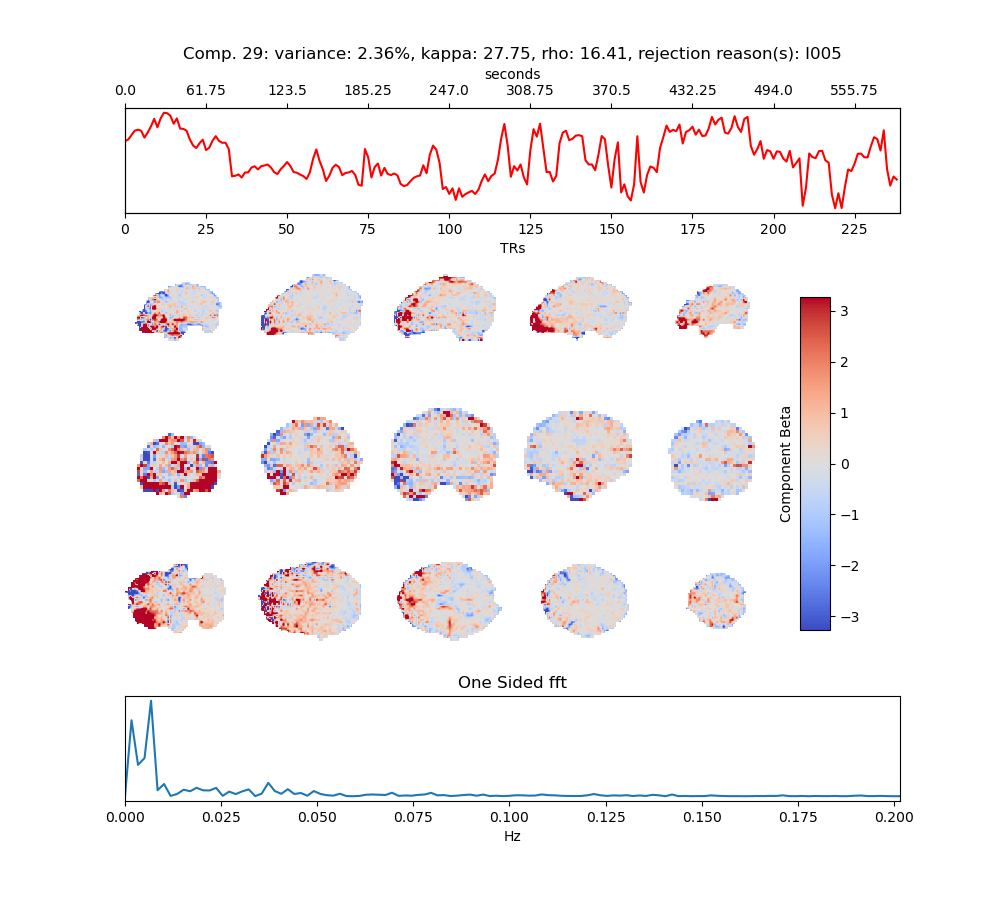 Comp. 29: variance: 2.36%, kappa: 27.75, rho: 16.41, rejection reason(s): I005
seconds
0.0 61.75 123.5 185.25 247.0 308.75 370.5 432.25 494.0 555.75
0 25 50 75 100 125 150 175 200 225
TRs
3
2
1
0
−1
−2
−3
Component Beta
One Sided fft
0.000 0.025 0.050 0.075 0.100 0.125 0.150 0.175 0.200
Hz